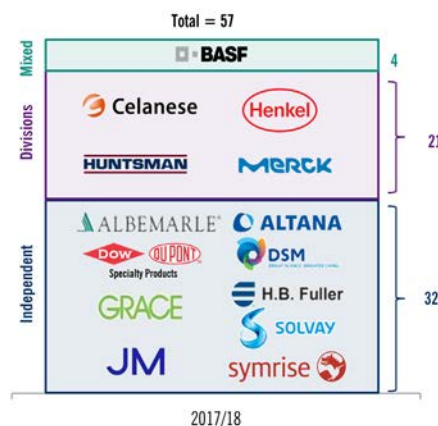 Total = 57
Mixed
BASF
4
Divisions
Celanese
Henkel
HUNTSMAN
MERCK
21
Independent
ALBEMARLE®
ALTANA
Dow DUPONT
Specialty Products
DSM
GRACE
H.B. Fuller
SOLVAY
JM
symrise
32
2017/18